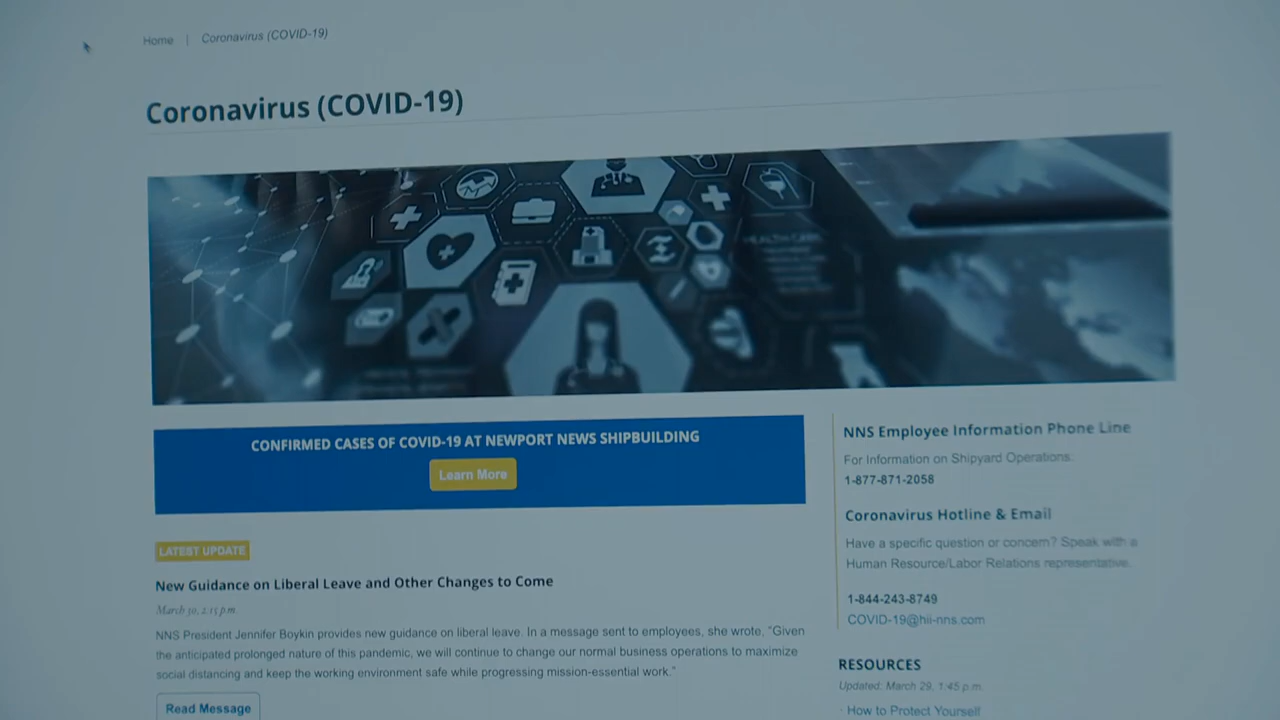 Home | Coronavirus (COVID-19)
Coronavirus (COVID-19)
HEALTH CARE
CONFIRMED CASES OF COVID-19 AT NEWPORT NEWS SHIPBUILDING
Learn More
LATEST UPDATE
New Guidance on Liberal Leave and Other Changes to Come
March 30, 2:15 p.m.
NNS President Jennifer Boykin provides new guidance on liberal leave. In a message sent to employees, she wrote, "Given
the anticipated prolonged nature of this pandemic, we will continue to change our normal business operations to maximize
social distancing and keep the working environment safe while progressing mission-essential work."
Read Message
NNS Employee Information Phone Line
For Information on Shipyard Operations:
1-877-871-2058
Coronavirus Hotline & Email
Have a specific question or concern? Speak with a
Human Resource/Labor Relations representative.
1-844-243-8749
COVID-19@hii-nns.com
RESOURCES
Updated: March 29, 1:45 p.m.
· How to Protect Yourself